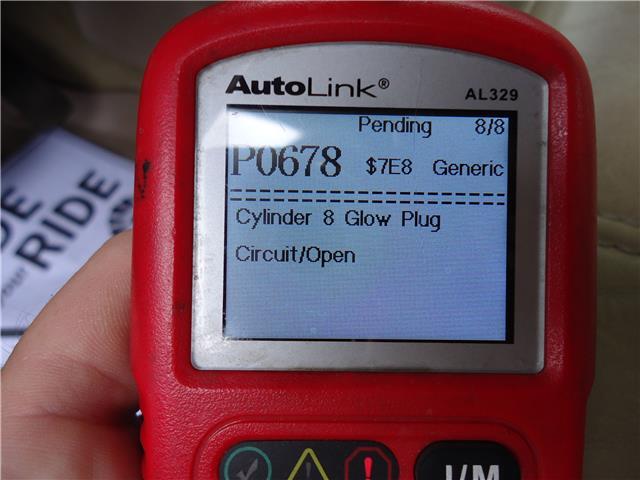 AutoLink®
AL329
Pending 8/8
P0678 $7E8 Generic
Cylinder 8 Glow Plug
Circuit/Open
I/M
RIDE